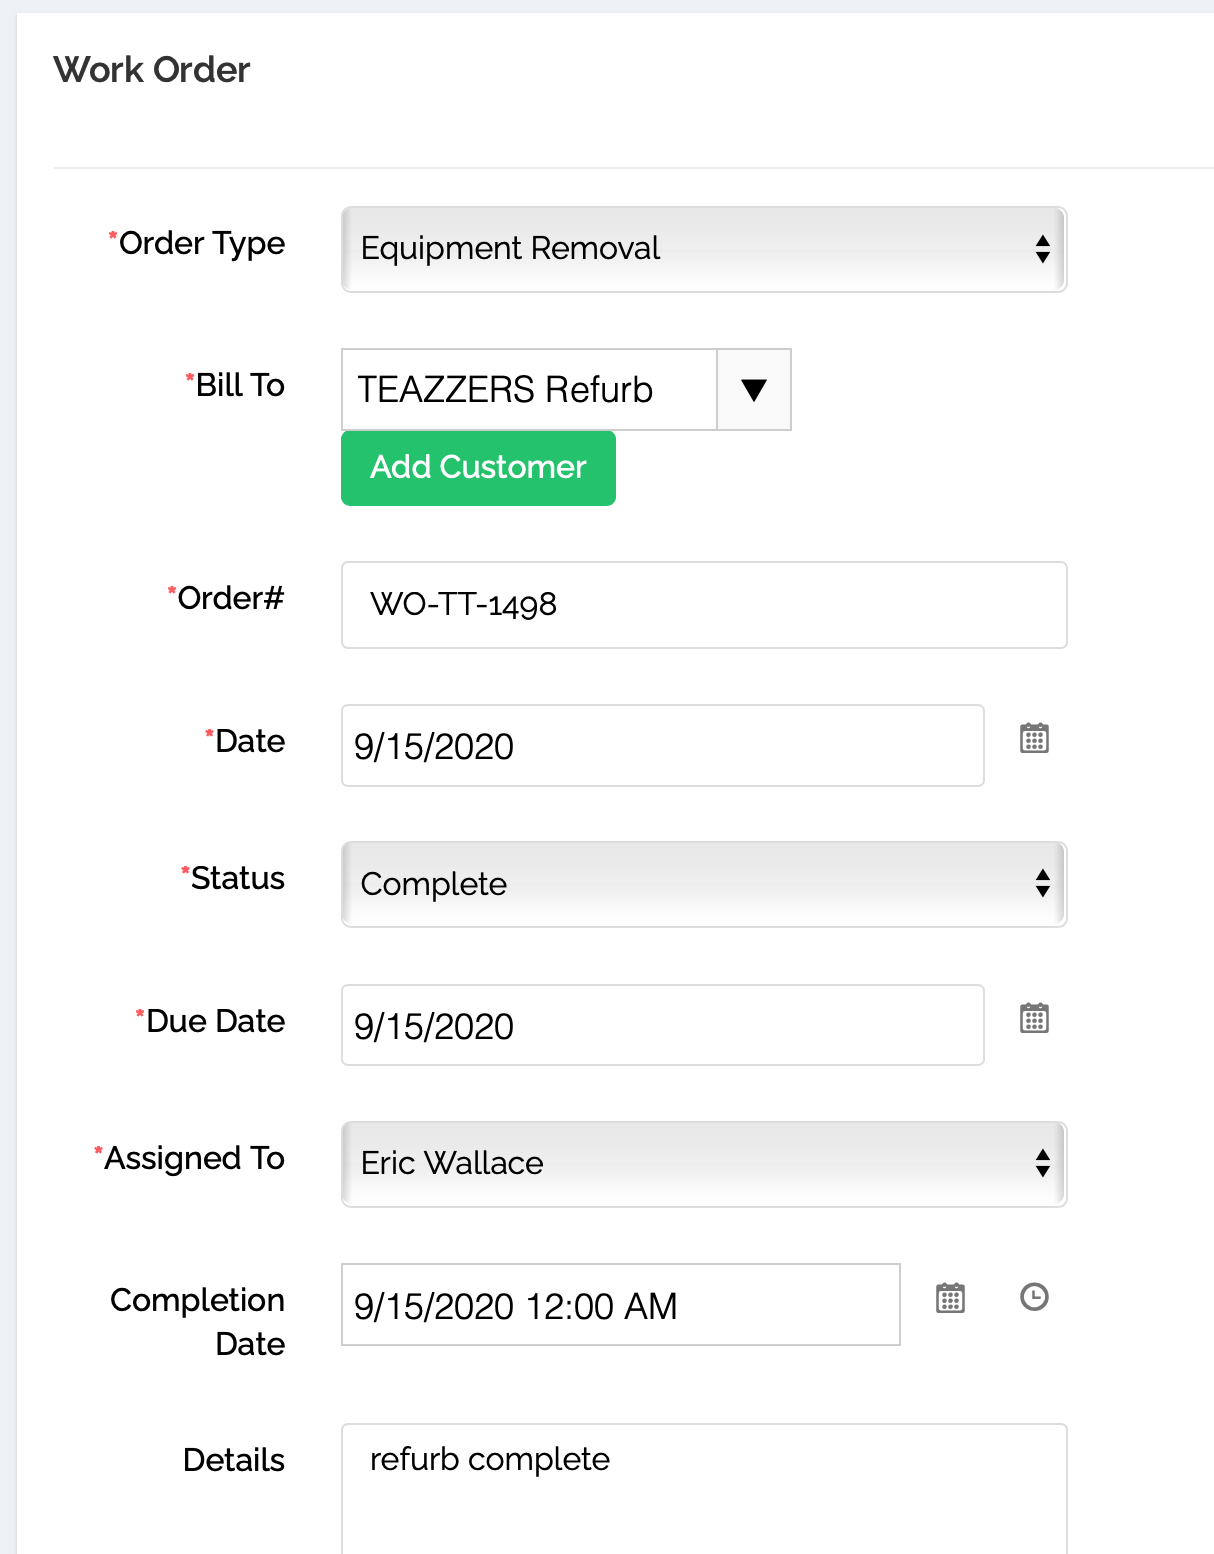 Work Order
*Order Type
Equipment Removal
*Bill To
TEAZZERS Refurb
Add Customer
*Order#
WO-TT-1498
*Date
9/15/2020
*Status
Complete
*Due Date
9/15/2020
*Assigned To
Eric Wallace
Completion
Date
9/15/2020 12:00 AM
Details
refurb complete